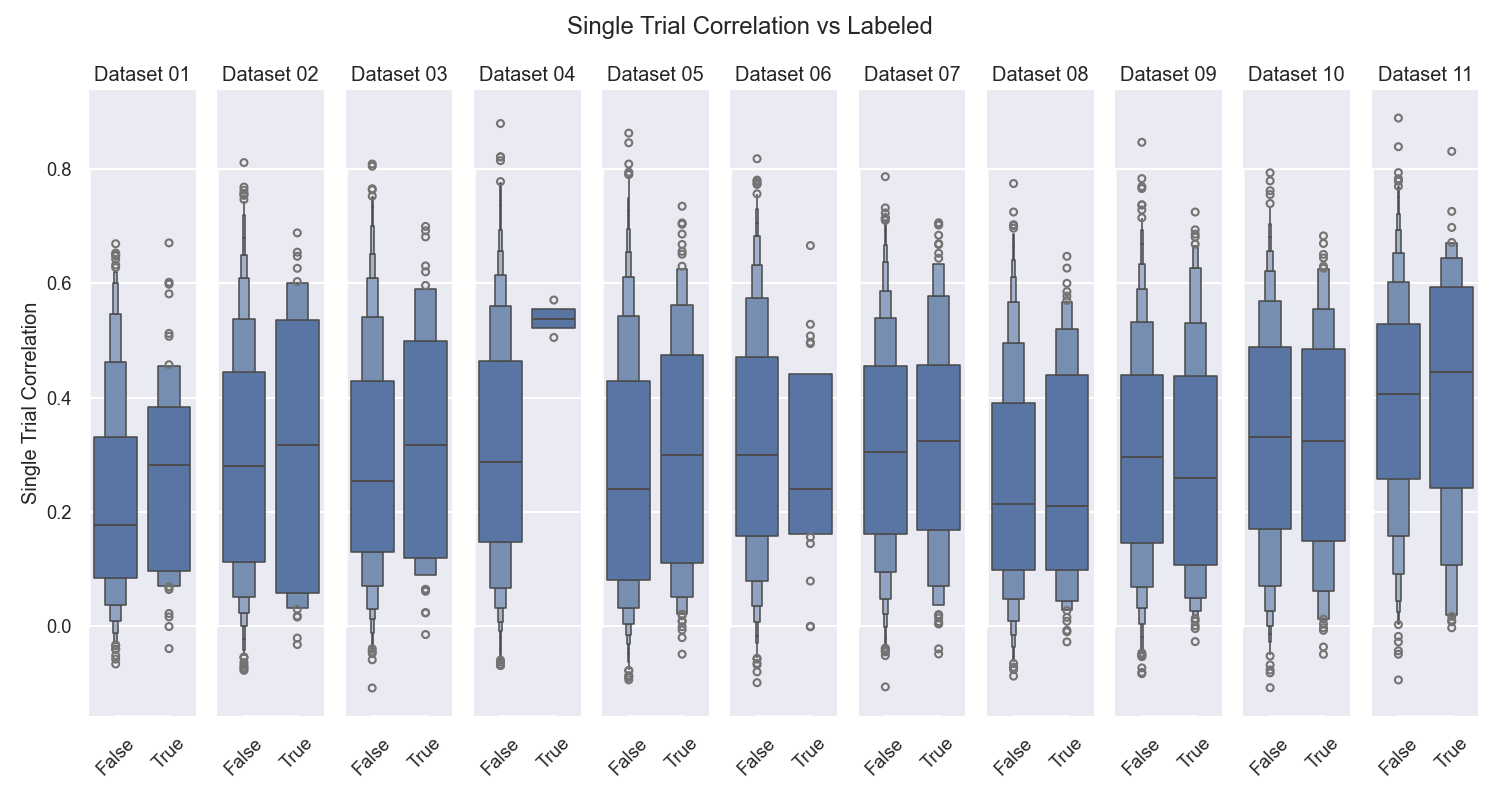 Single Trial Correlation vs Labeled
Dataset 01
Dataset 02
Dataset 03
Dataset 04
Dataset 05
Dataset 06
Dataset 07
Dataset 08
Dataset 09
Dataset 10
Dataset 11
Single Trial Correlation
0.8
0.6
0.4
0.2
0.0
False
True
False
True
False
True
False
True
False
True
False
True
False
True
False
True
False
True
False
True
False
True